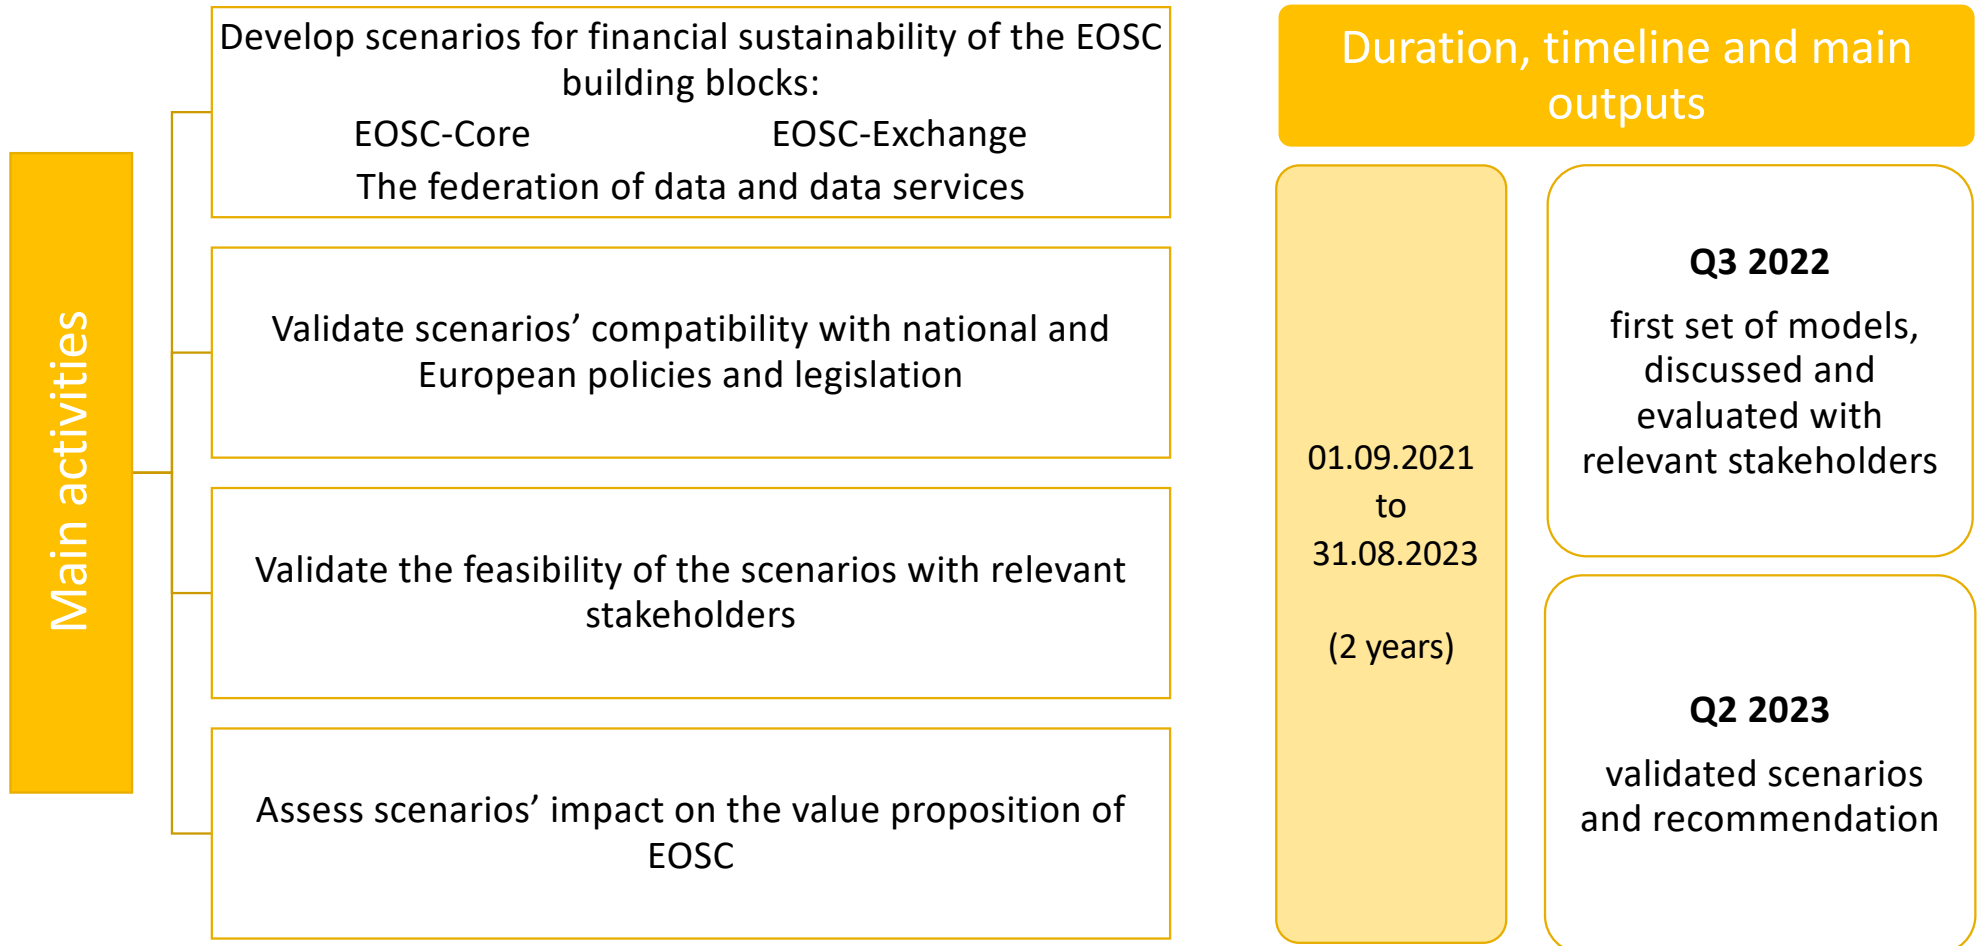 Main activities
Develop scenarios for financial sustainability of the EOSC
building blocks:
EOSC-Core EOSC-Exchange
The federation of data and data services
Validate scenarios’ compatibility with national and
European policies and legislation
Validate the feasibility of the scenarios with relevant
stakeholders
Assess scenarios’ impact on the value proposition of
EOSC
Duration, timeline and main
outputs
01.09.2021
to
31.08.2023
(2 years)
Q3 2022
first set of models,
discussed and
evaluated with
relevant stakeholders
Q2 2023
validated scenarios
and recommendation